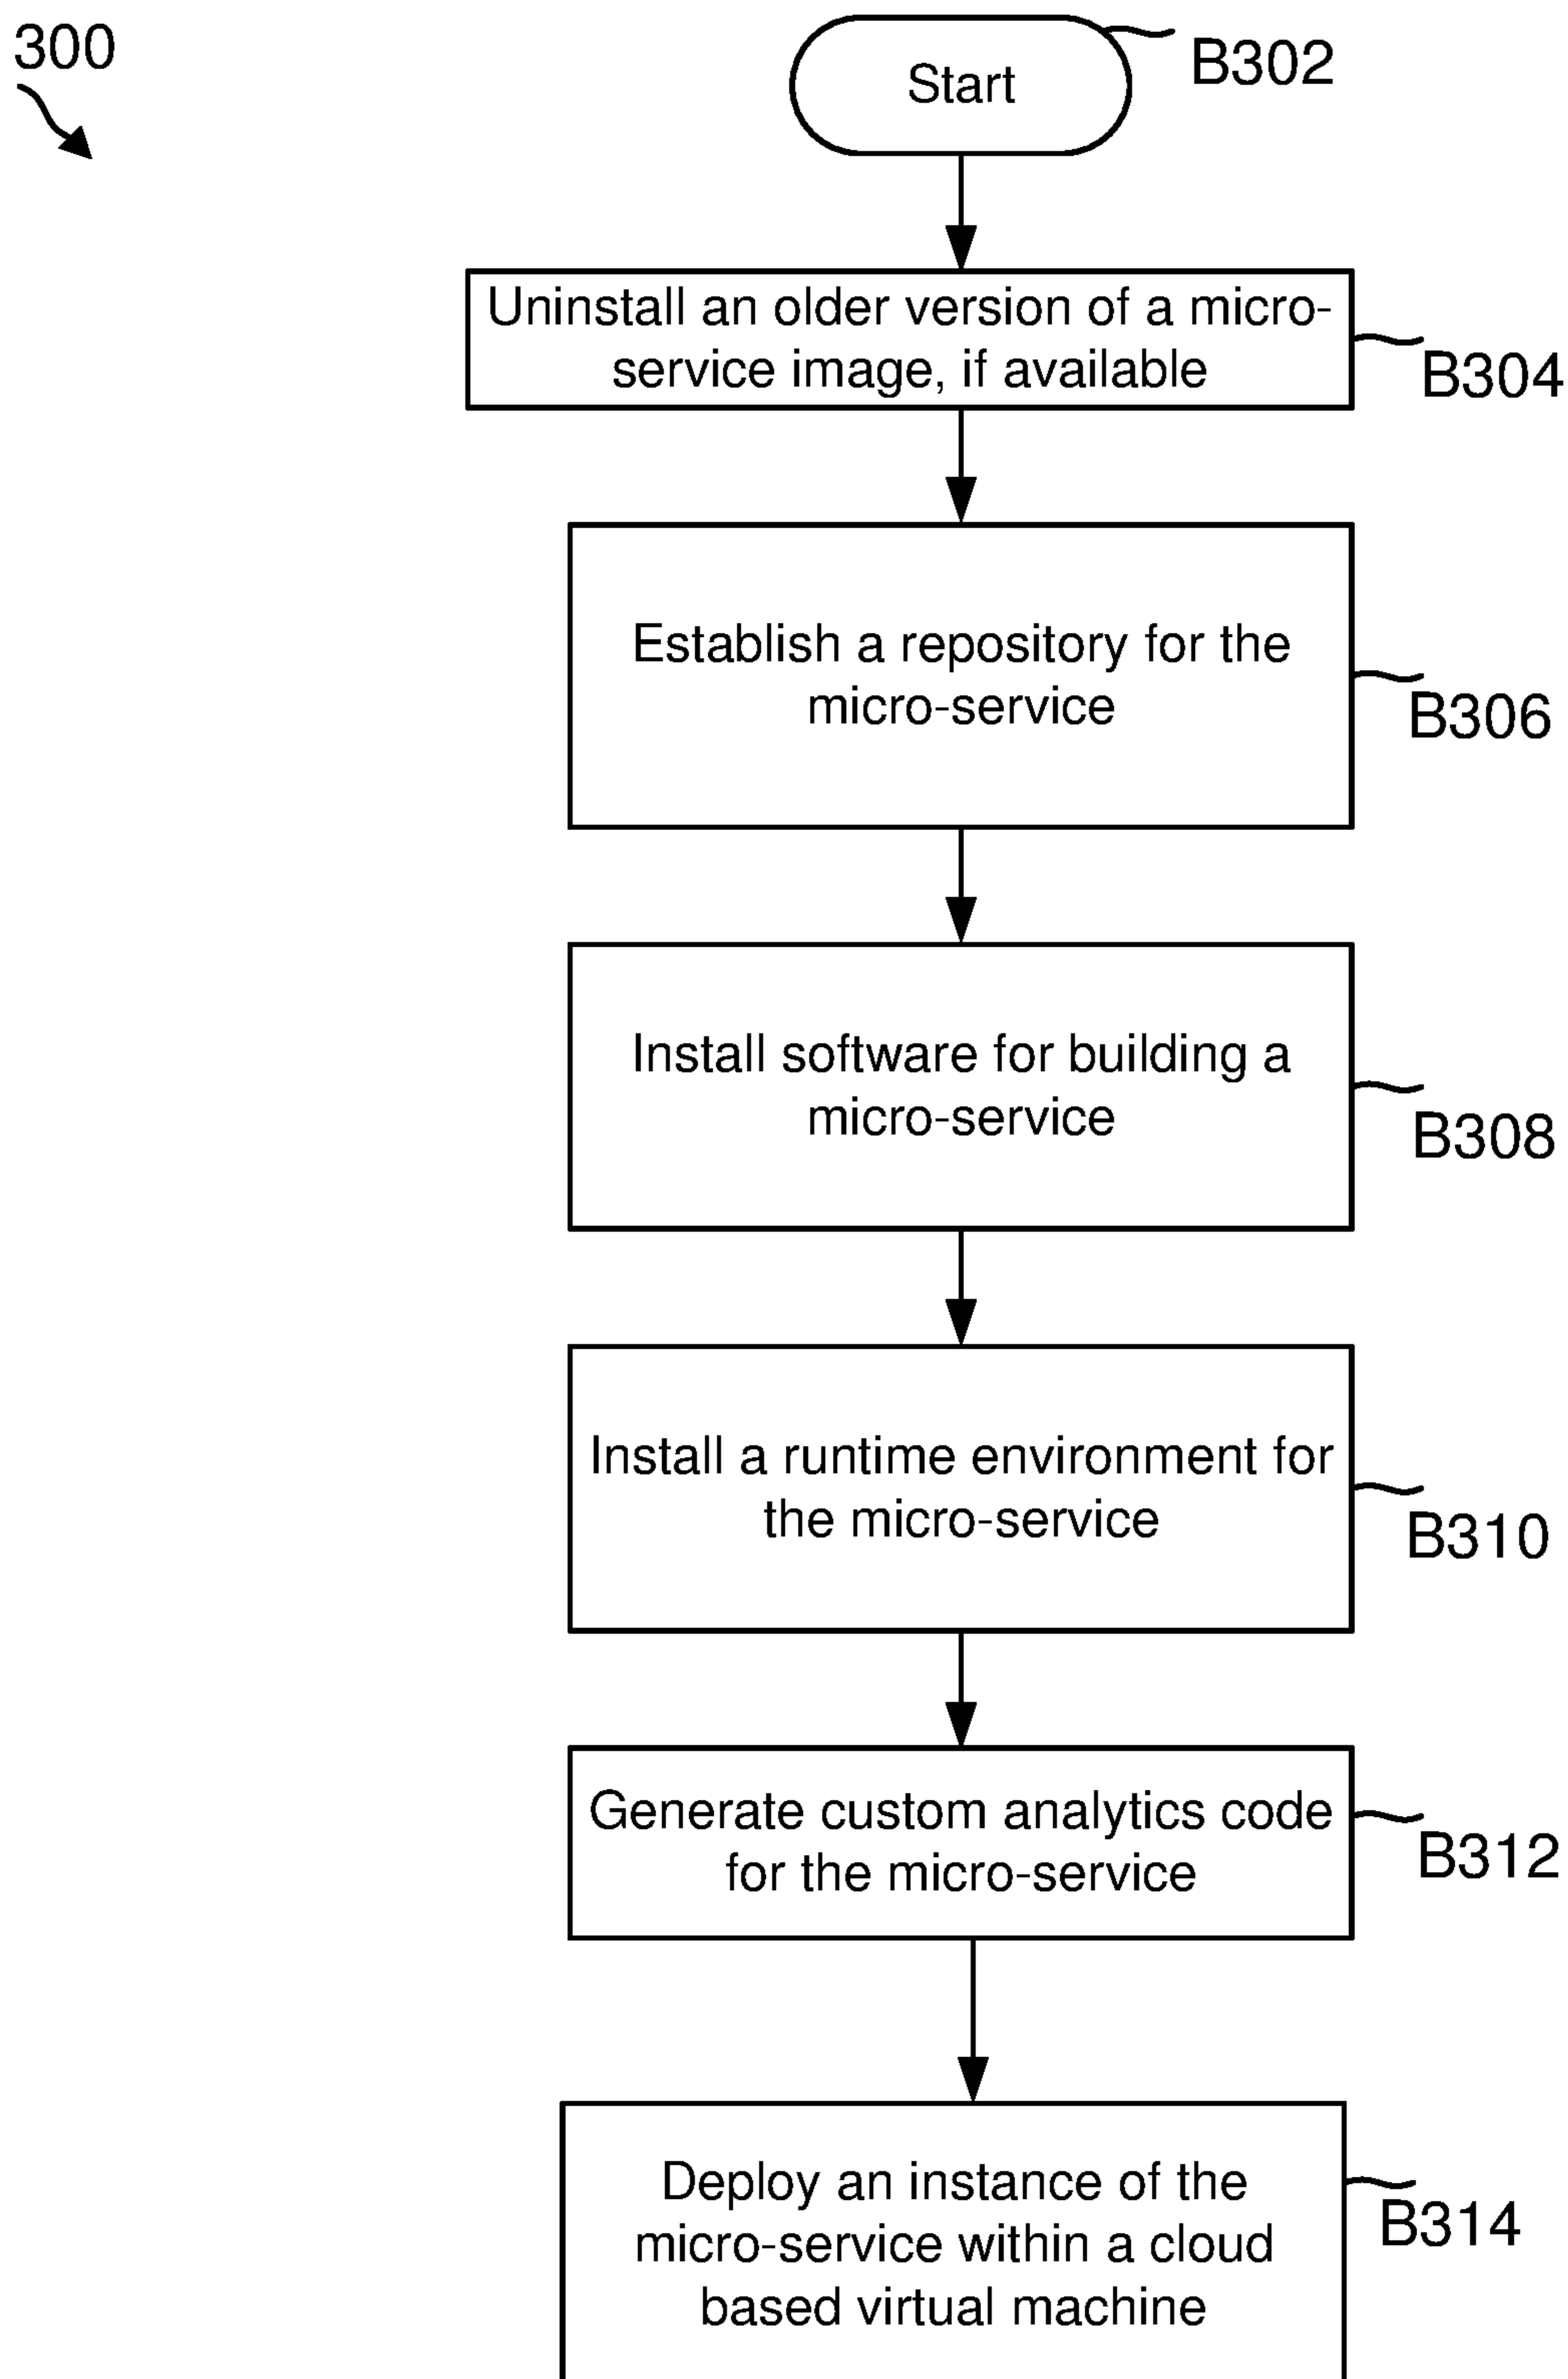 300
Start
B302
Uninstall an older version of a micro-
service image, if available
B304
Establish a repository for the
micro-service
B306
Install software for building a
micro-service
B308
Install a runtime environment for
the micro-service
B310
Generate custom analytics code
for the micro-service
B312
Deploy an instance of the
micro-service within a cloud
based virtual machine
B314